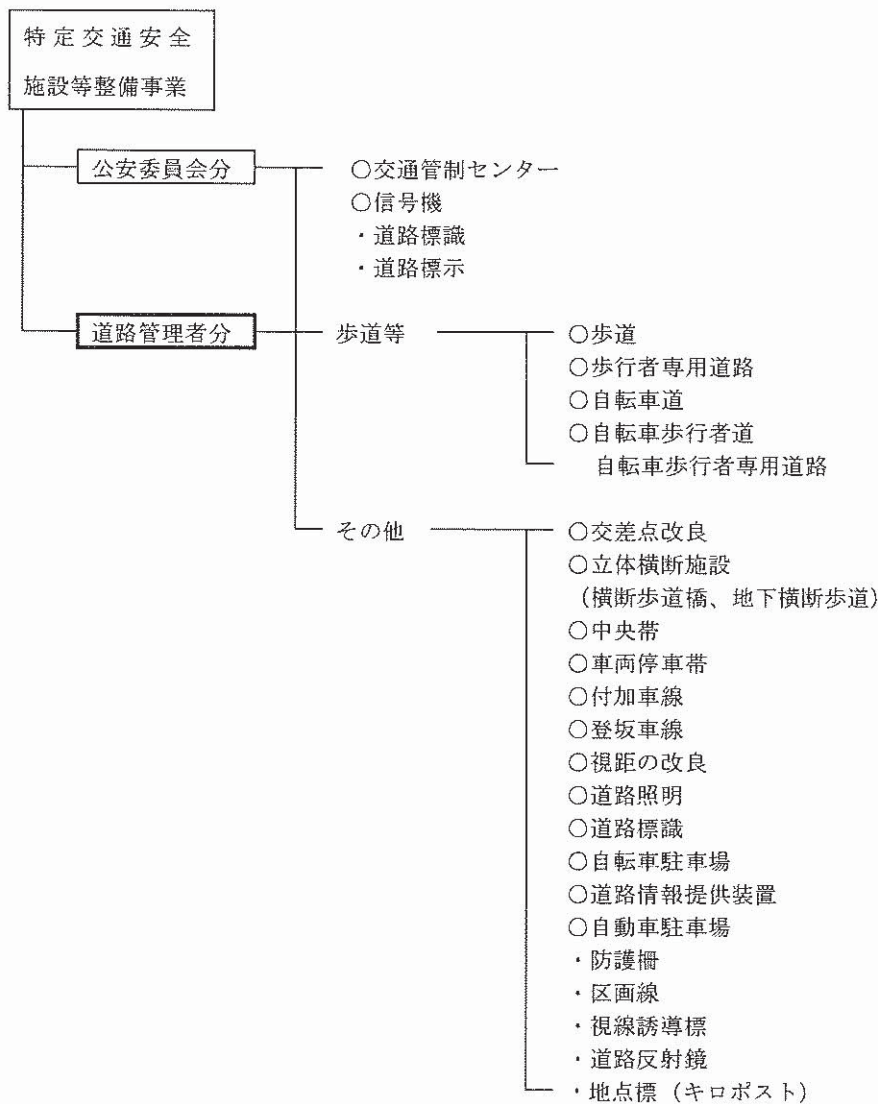 特定交通安全
施設等整備事業
公安委員会分
○交通管制センター
○信号機
・道路標識
・道路標示
道路管理者分
歩道等
○歩道
○歩行者専用道路
○自転車道
○自転車歩行者道
自転車歩行者専用道路
その他
○交差点改良
○立体横断施設
（横断歩道橋、地下横断歩道）
○中央帯
○車両停車帯
○付加車線
○登坂車線
○視距の改良
○道路照明
○道路標識
○自転車駐車場
○道路情報提供装置
○自動車駐車場
・防護柵
・区画線
・視線誘導標
・道路反射鏡
・地点標（キロポスト）